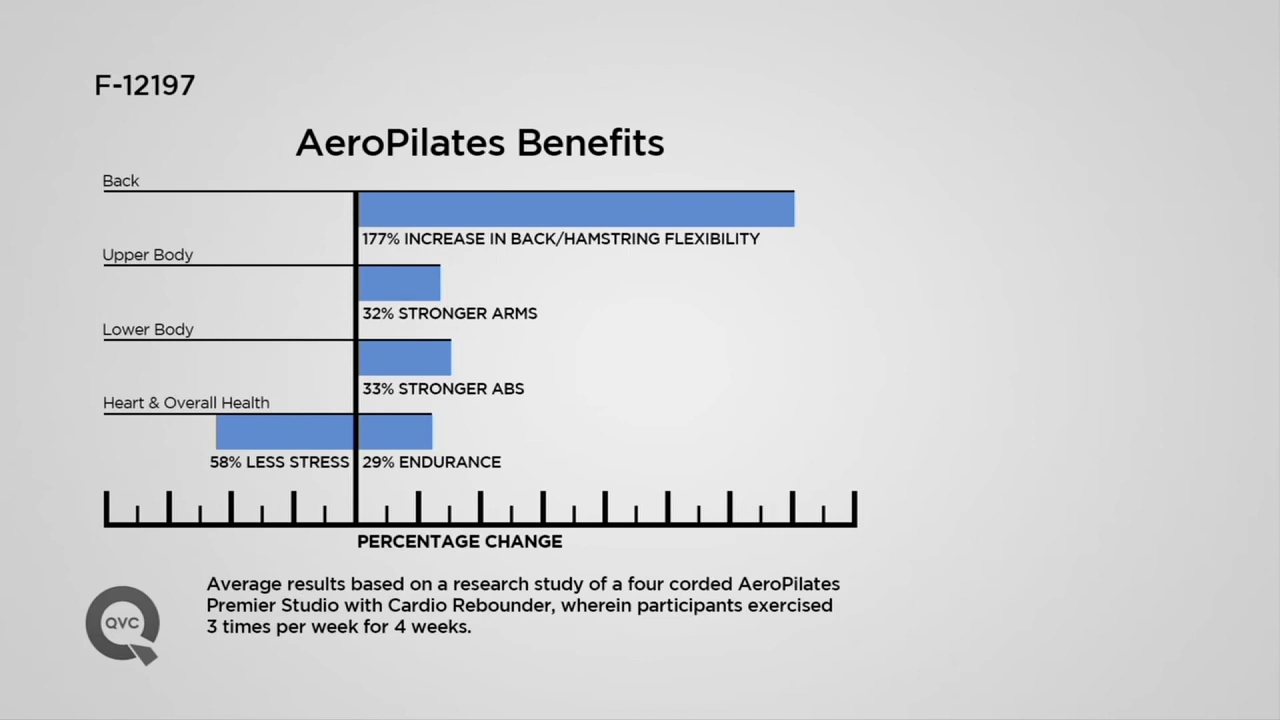 F-12197
AeroPilates Benefits
Back
177% INCREASE IN BACK/HAMSTRING FLEXIBILITY
Upper Body
32% STRONGER ARMS
Lower Body
33% STRONGER ABS
Heart & Overall Health
58% LESS STRESS
29% ENDURANCE
PERCENTAGE CHANGE
Average results based on a research study of a four corded AeroPilates
Premier Studio with Cardio Rebounder, wherein participants exercised
3 times per week for 4 weeks.
QVC